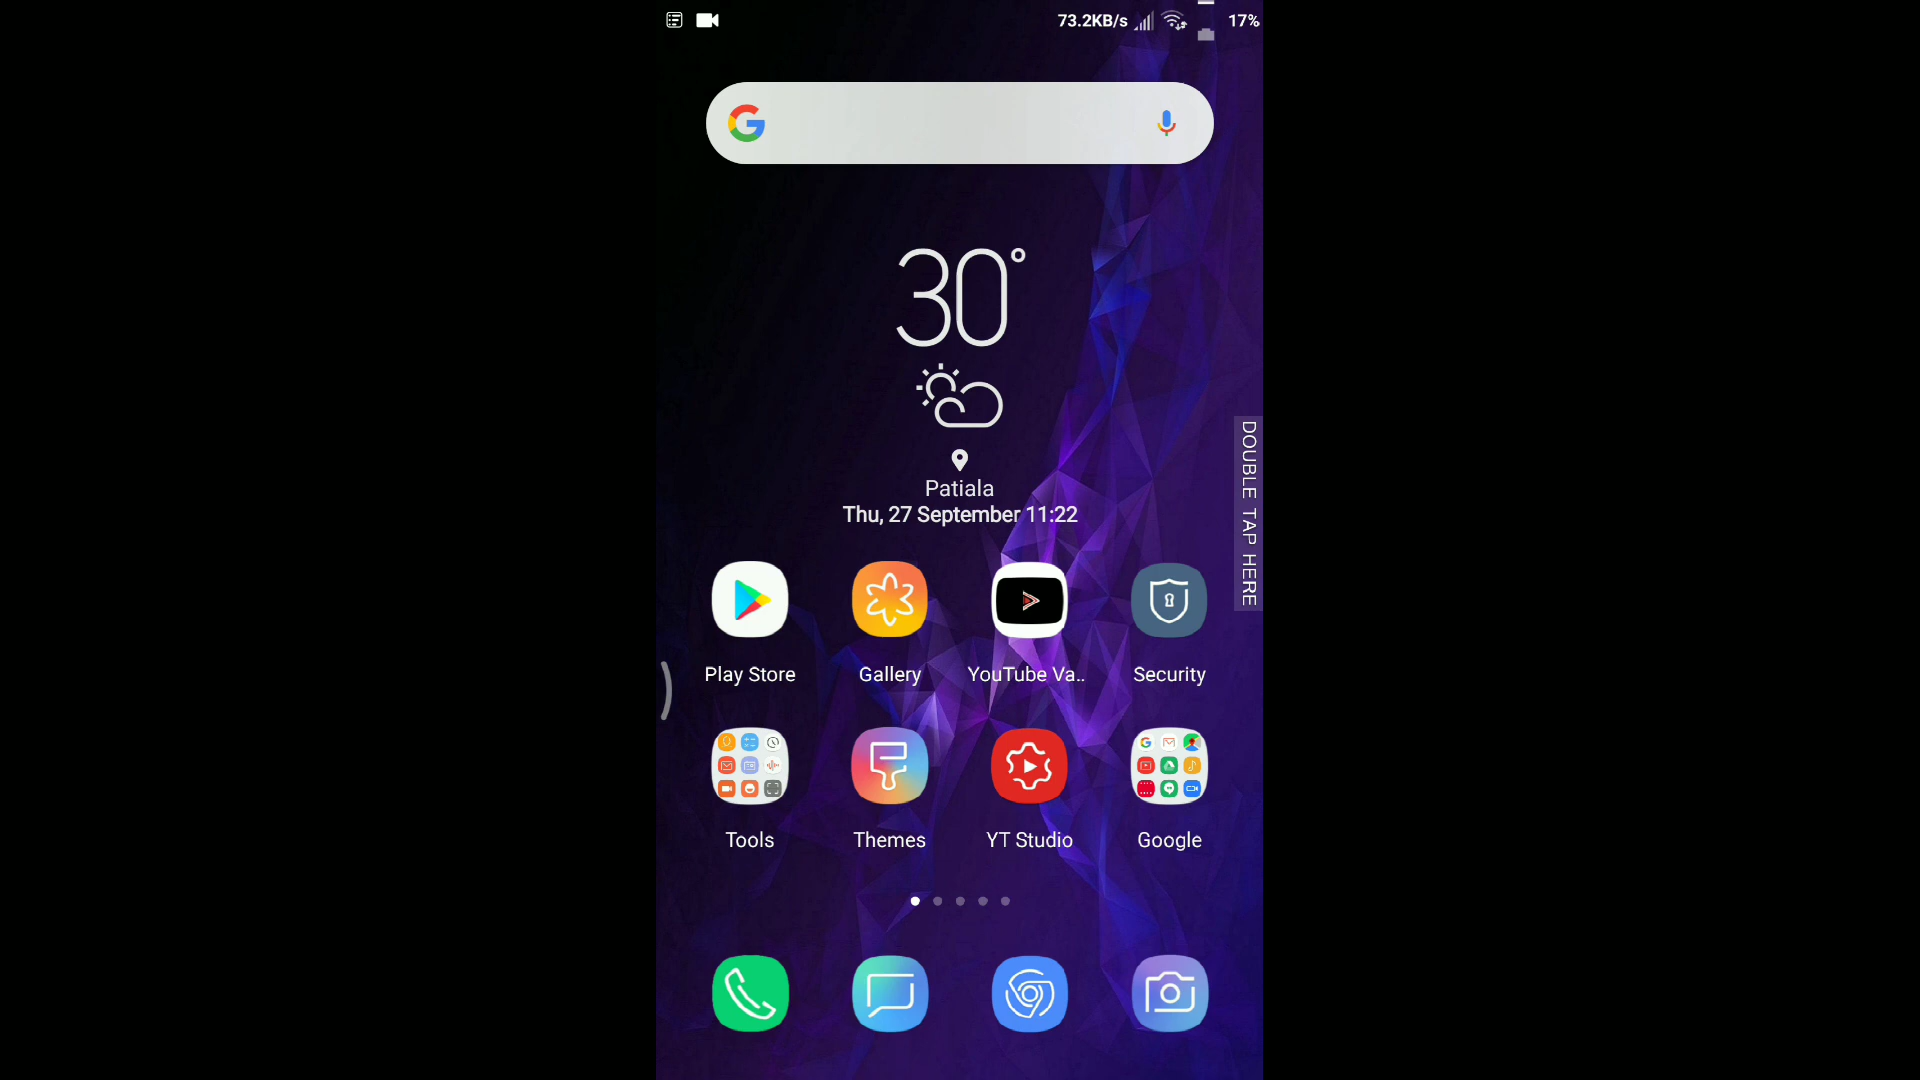 73.2KB/s 17%
30°
Patiala
Thu, 27 September 11:22
DOUBLE TAP HERE
Play Store Gallery YouTube Va.. Security
Tools Themes YT Studio Google